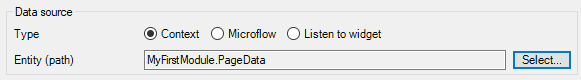 Data source
Type Context Microflow Listen to widget
Entity (path) MyFirstModule.PageData Select...